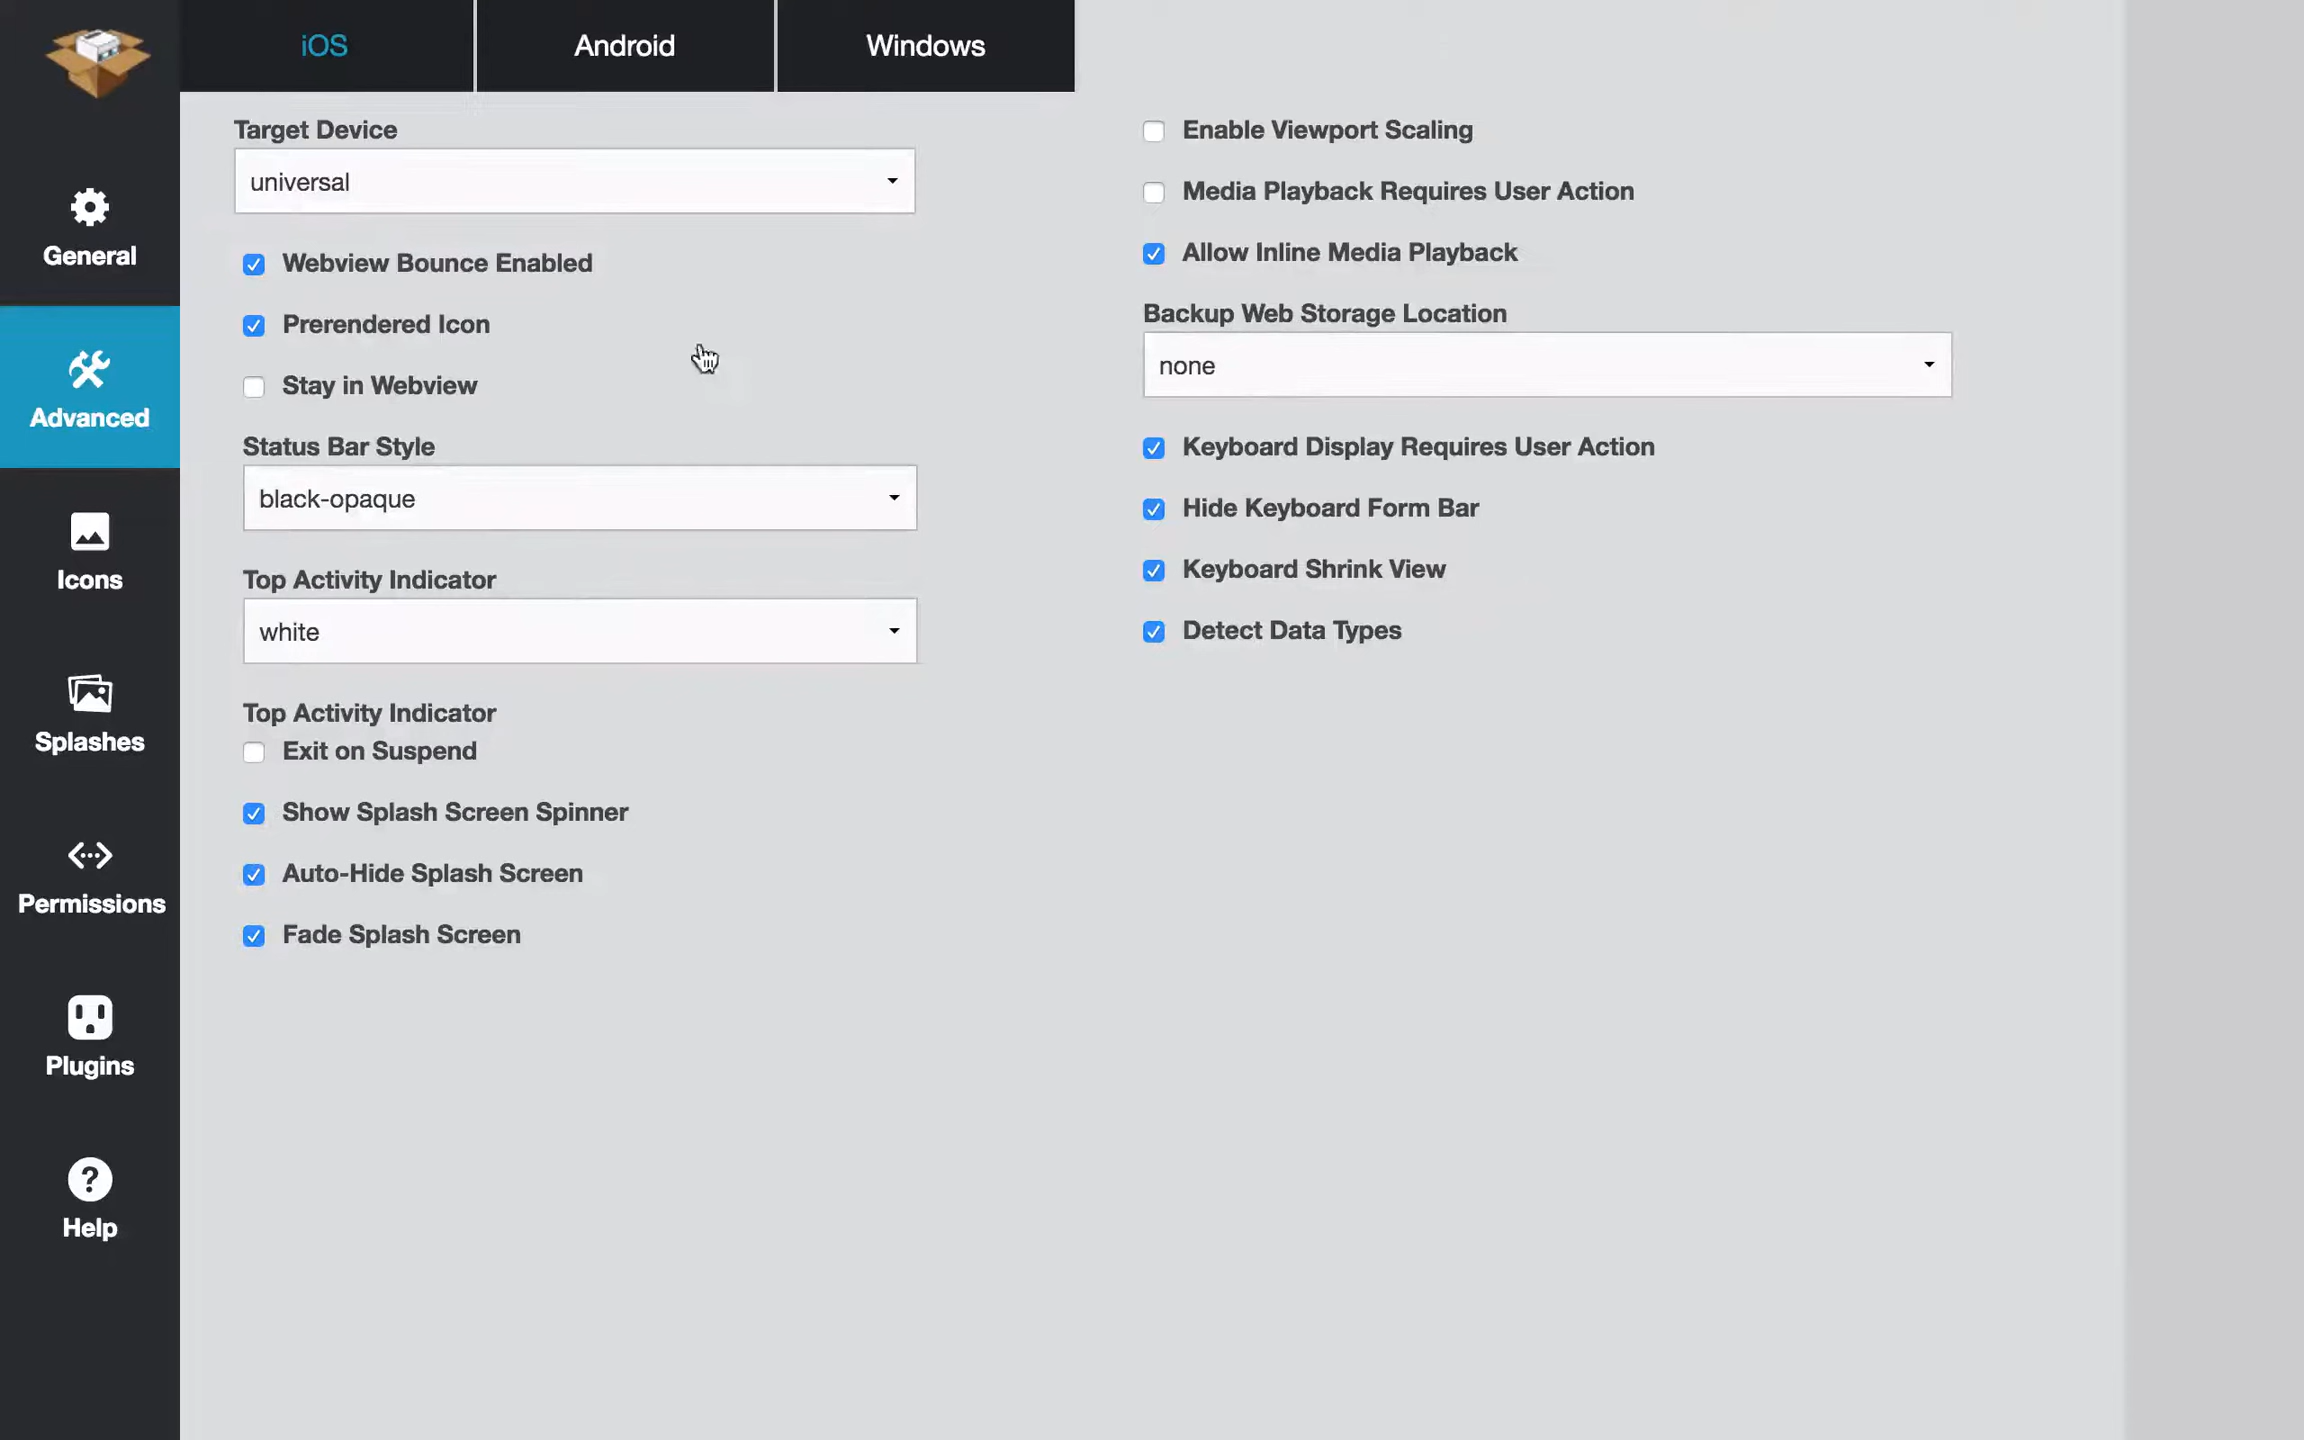 iOS
Android
Windows
General
Advanced
Icons
Splashes
Permissions
Plugins
Help
Target Device
universal
Webview Bounce Enabled
Prerendered Icon
Stay in Webview
Status Bar Style
black-opaque
Top Activity Indicator
white
Top Activity Indicator
Exit on Suspend
Show Splash Screen Spinner
Auto-Hide Splash Screen
Fade Splash Screen
Enable Viewport Scaling
Media Playback Requires User Action
Allow Inline Media Playback
Backup Web Storage Location
none
Keyboard Display Requires User Action
Hide Keyboard Form Bar
Keyboard Shrink View
Detect Data Types